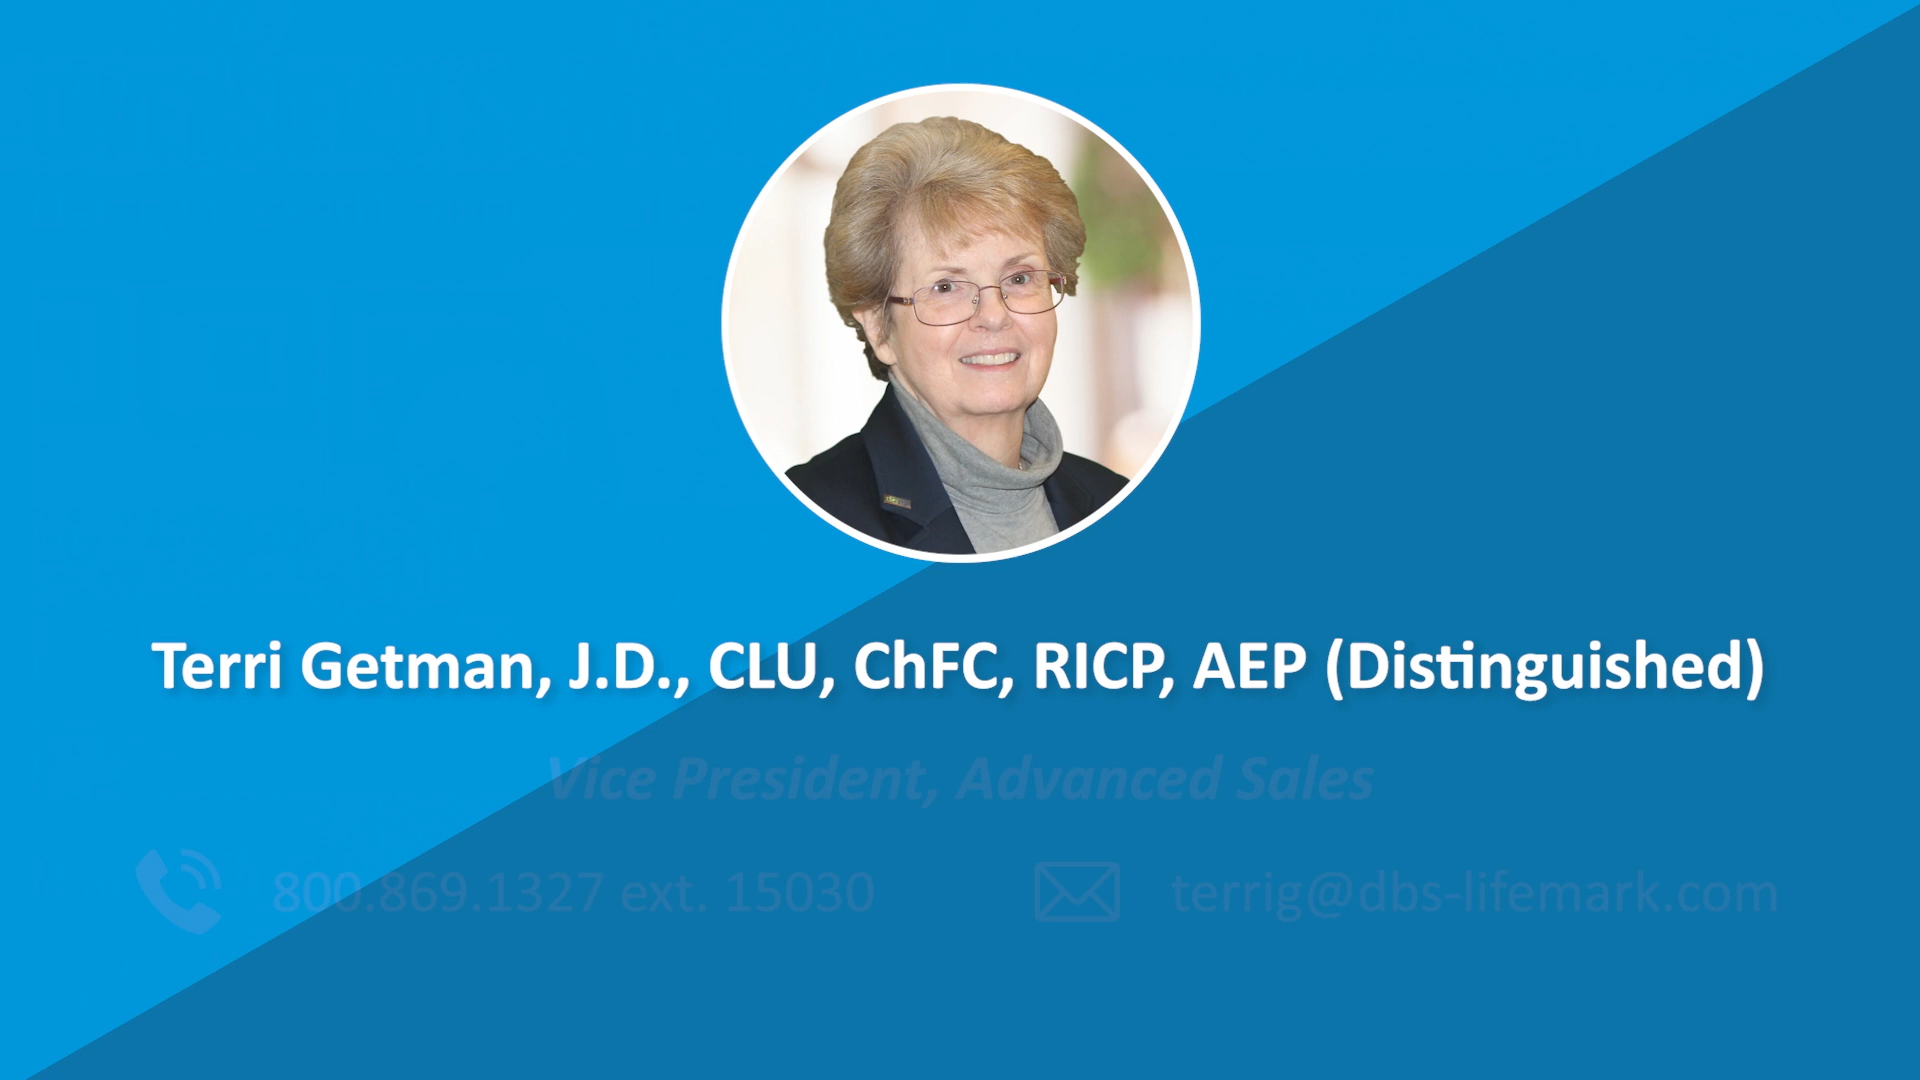 Terri Getman, J.D., CLU, ChFC, RICP, AEP (Distinguished)
Vice President, Advanced Sales
800.869.1327 ext. 15030
terrig@dbs-lifemark.com